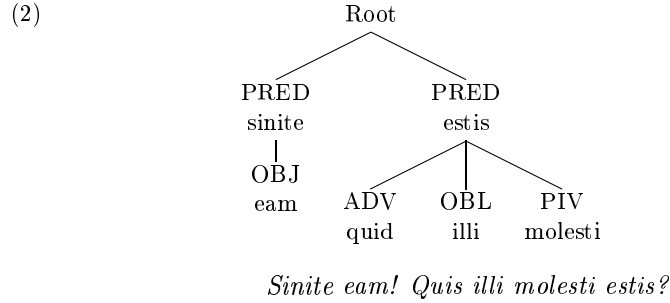 (2) Root
PRED PRED
sinite estis
OBJ
eam
ADV OBL PIV
quid illi molesti
Sinite eam! Quis illi molesti estis?